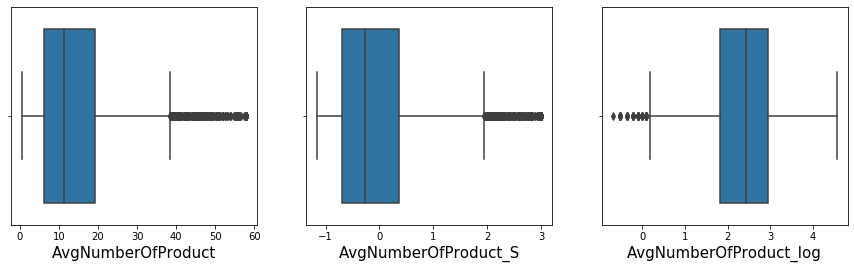 0 10 20 30 40 50 60
AvgNumberOfProduct
−1 0 1 2 3
AvgNumberOfProduct_S
0 1 2 3 4
AvgNumberOfProduct_log